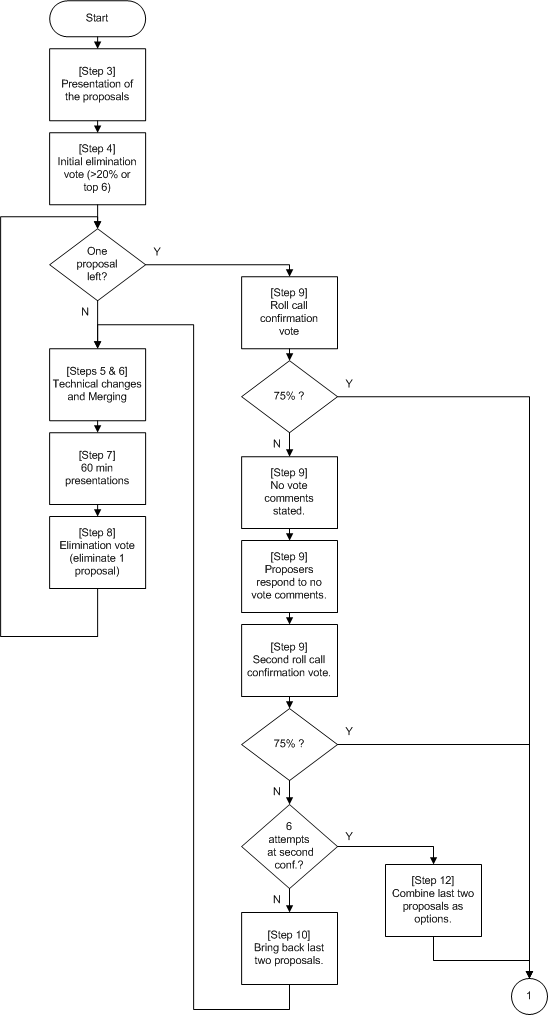 Start
[Step 3]
Presentation of
the proposals
[Step 4]
Initial elimination
vote (>20% or
top 6)
One
proposal
left?
Y
N
[Steps 5 & 6]
Technical changes
and Merging
[Step 7]
60 min
presentations
[Step 8]
Elimination vote
(eliminate 1
proposal)
[Step 9]
Roll call
confirmation
vote
75% ?
Y
N
[Step 9]
No vote
comments
stated.
[Step 9]
Proposers
respond to no
vote comments.
[Step 9]
Second roll call
confirmation vote.
75% ?
Y
N
6
attempts
at second
conf.?
Y
N
[Step 12]
Combine last two
proposals as
options.
[Step 10]
Bring back last
two proposals.
1